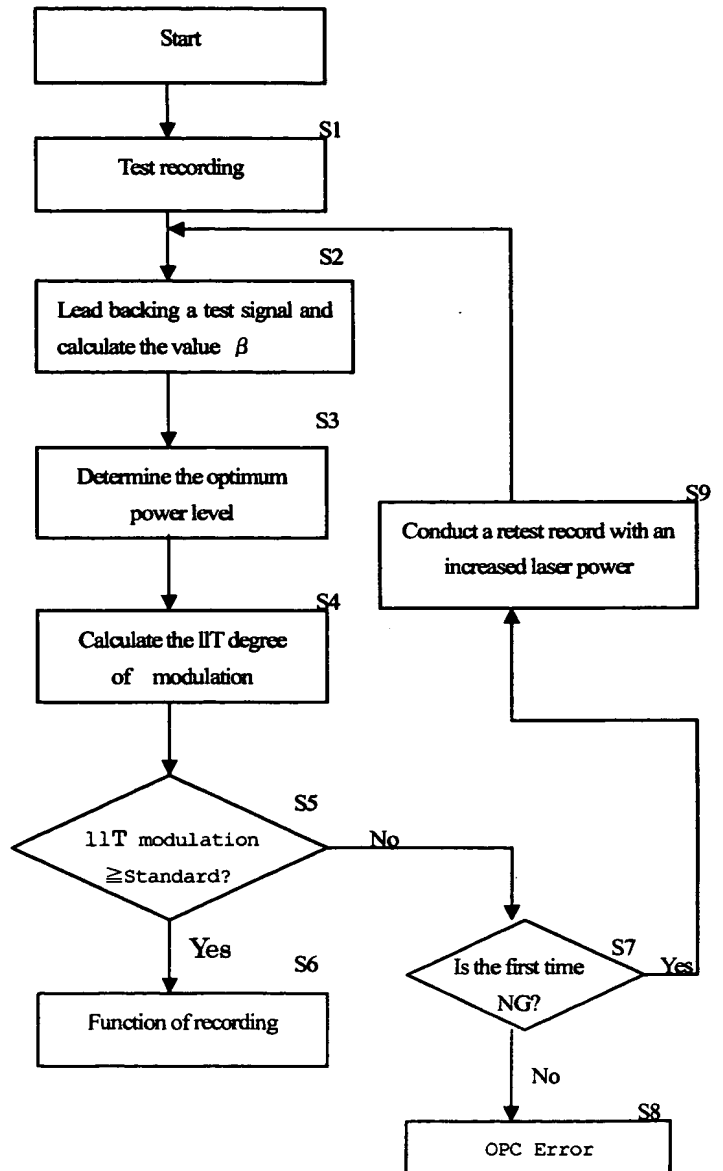 Start
S1
Test recording
S2
Lead backing a test signal and
calculate the value β
S3
Determine the optimum
power level
S4
Calculate the llT degree
of modulation
S5
llT modulation
≧Standard?
No
Yes
S6
Function of recording
S7
Is the first time
NG?
Yes
No
S8
OPC Error
S9
Conduct a retest record with an
increased laser power